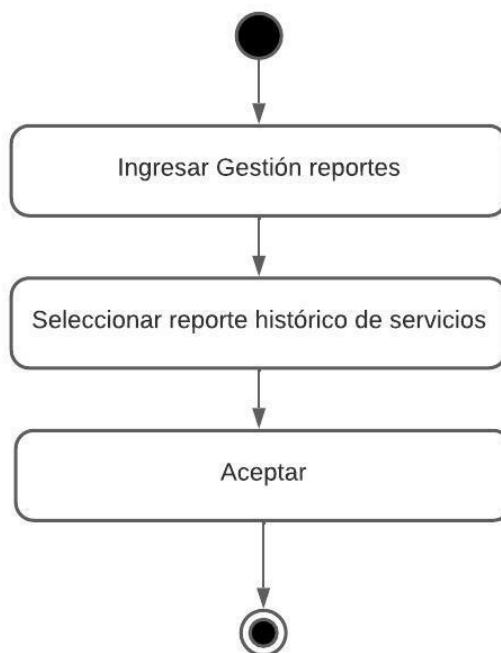 Ingresar Gestión reportes
Seleccionar reporte histórico de servicios
Aceptar